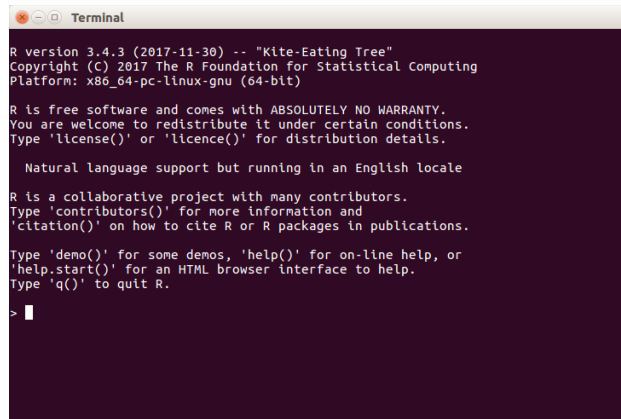 Terminal
R version 3.4.3 (2017-11-30) -- "Kite-Eating Tree"
Copyright (C) 2017 The R Foundation for Statistical Computing
Platform: x86_64-pc-linux-gnu (64-bit)
R is free software and comes with ABSOLUTELY NO WARRANTY.
You are welcome to redistribute it under certain conditions.
Type 'license()' or 'licence()' for distribution details.
Natural language support but running in an English locale
R is a collaborative project with many contributors.
Type 'contributors()' for more information and
'citation()' on how to cite R or R packages in publications.
Type 'demo()' for some demos, 'help()' for on-line help, or
'help.start()' for an HTML browser interface to help.
Type 'q()' to quit R.
>